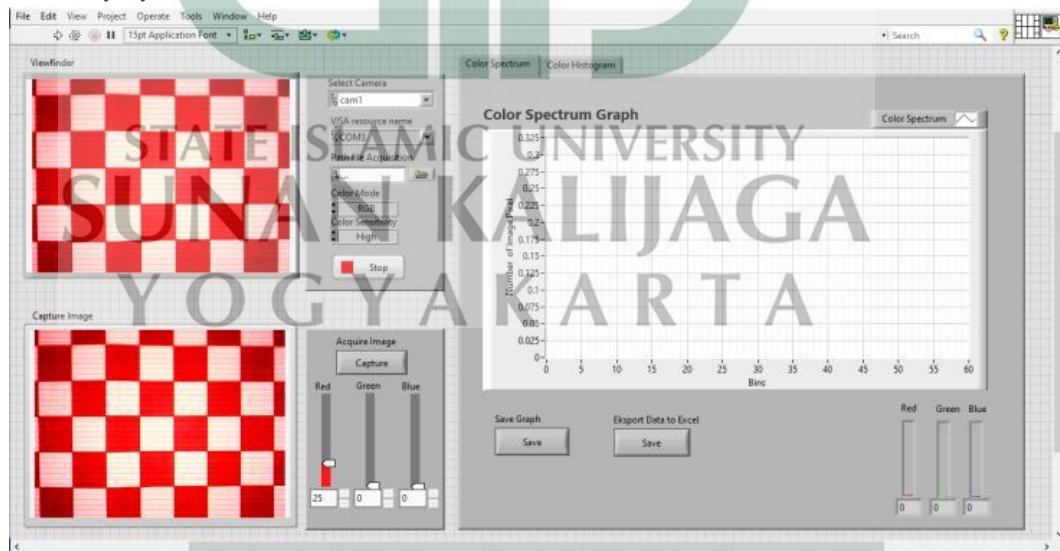 File Edit View Project Operate Tools Window Help
15pt Application Font
Search
Viewfinder
Select Camera
cam1
VISA resource name
COM3
Path File Acquisition
...
Color Mode
RGB
Color Sensitivity
High
Stop
Capture Image
Acquire Image
Capture
Red Green Blue
25 0 0
Color Spectrum Color Histogram
Color Spectrum Graph
Color Spectrum
Number of Image Pixel
0.325
0.3
0.275
0.25
0.225
0.2
0.175
0.15
0.125
0.1
0.075
0.05
0.025
0
0 5 10 15 20 25 30 35 40 45 50 55 60
Bins
Save Graph
Save
Eksport Data to Excel
Save
Red Green Blue
0 0 0
STATE ISLAMIC UNIVERSITY
SUNAN KALIJAGA
YOGYAKARTA